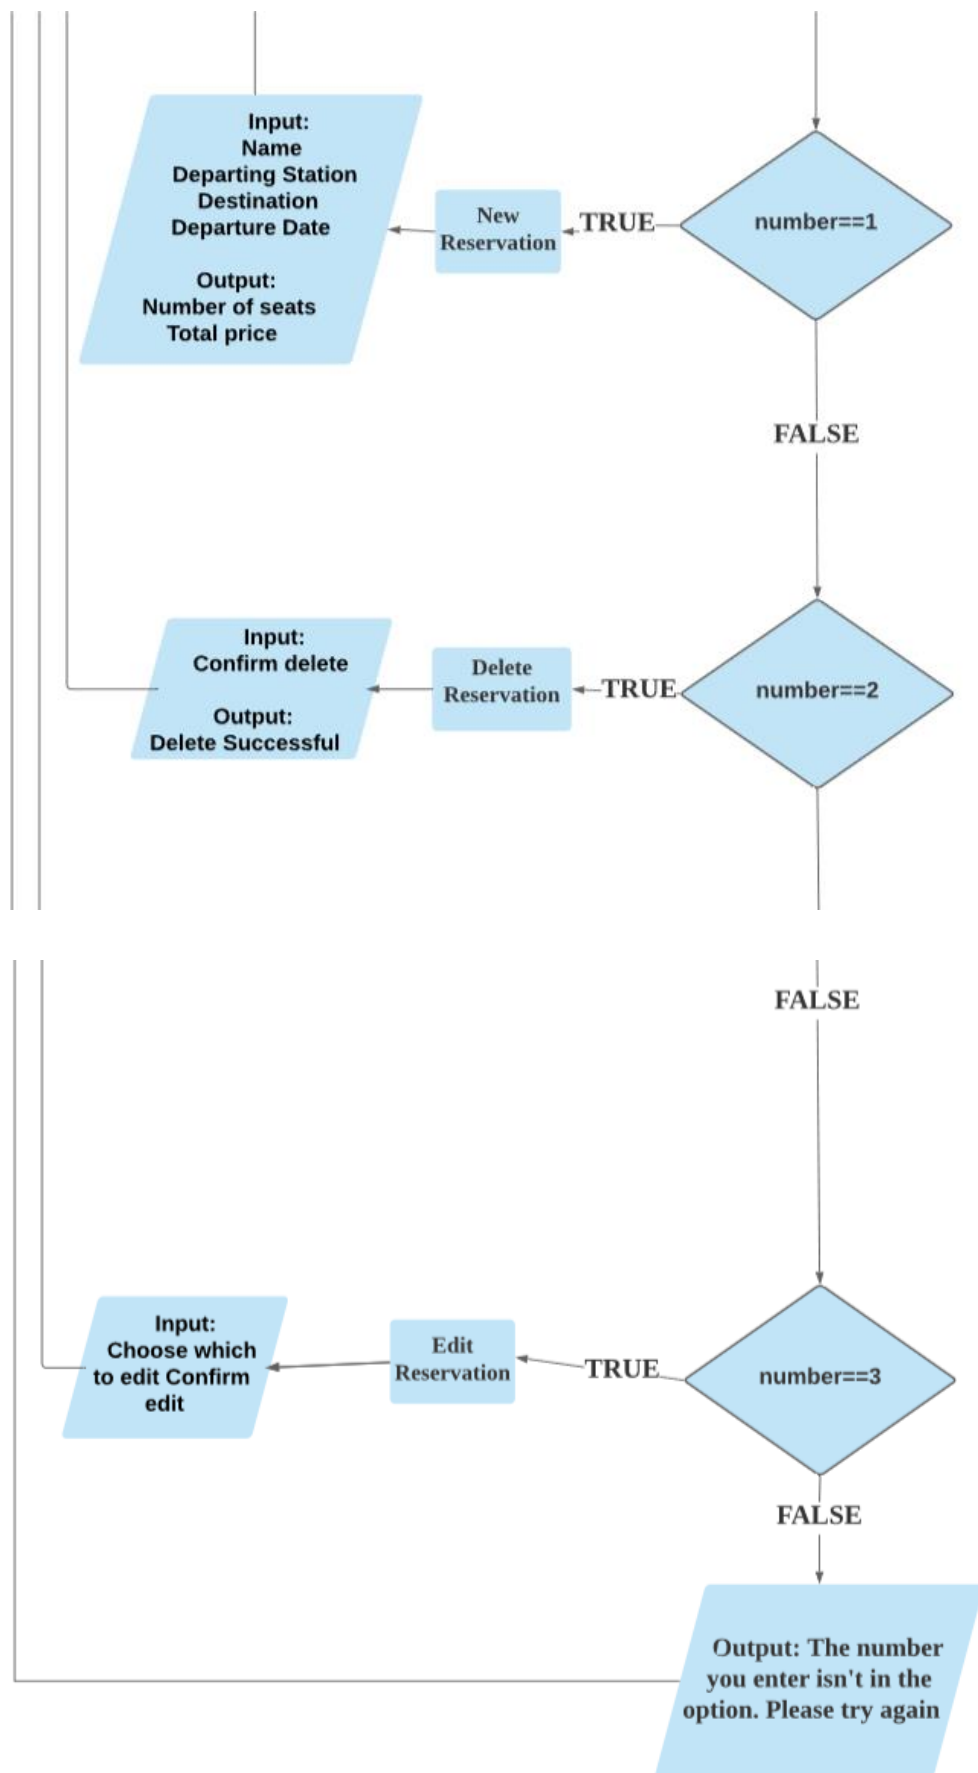 Input:
Name
Departing Station
Destination
Departure Date
Output:
Number of seats
Total price
New
Reservation
TRUE
number==1
FALSE
Input:
Confirm delete
Output:
Delete Successful
Delete
Reservation
TRUE
number==2
FALSE
Input:
Choose which
to edit Confirm
edit
Edit
Reservation
TRUE
number==3
FALSE
Output: The number
you enter isn't in the
option. Please try again